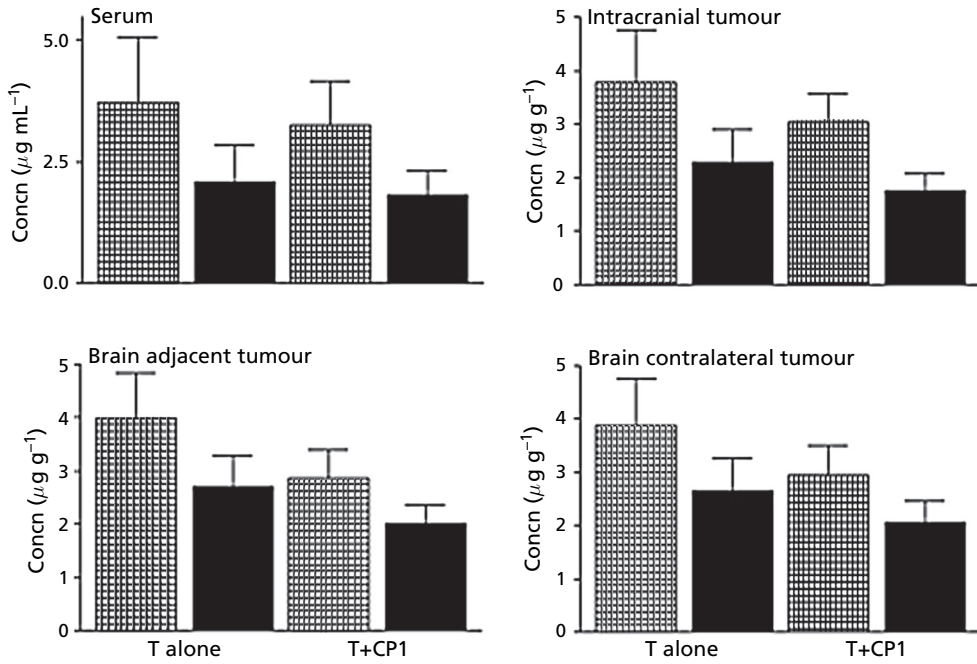 Serum
Concn (μg mL⁻¹)
5.0
2.5
0.0
Intracranial tumour
Concn (μg g⁻¹)
5
4
3
2
1
0
Brain adjacent tumour
Concn (μg g⁻¹)
5
4
3
2
1
0
T alone
T+CP1
Brain contralateral tumour
Concn (μg g⁻¹)
5
4
3
2
1
0
T alone
T+CP1